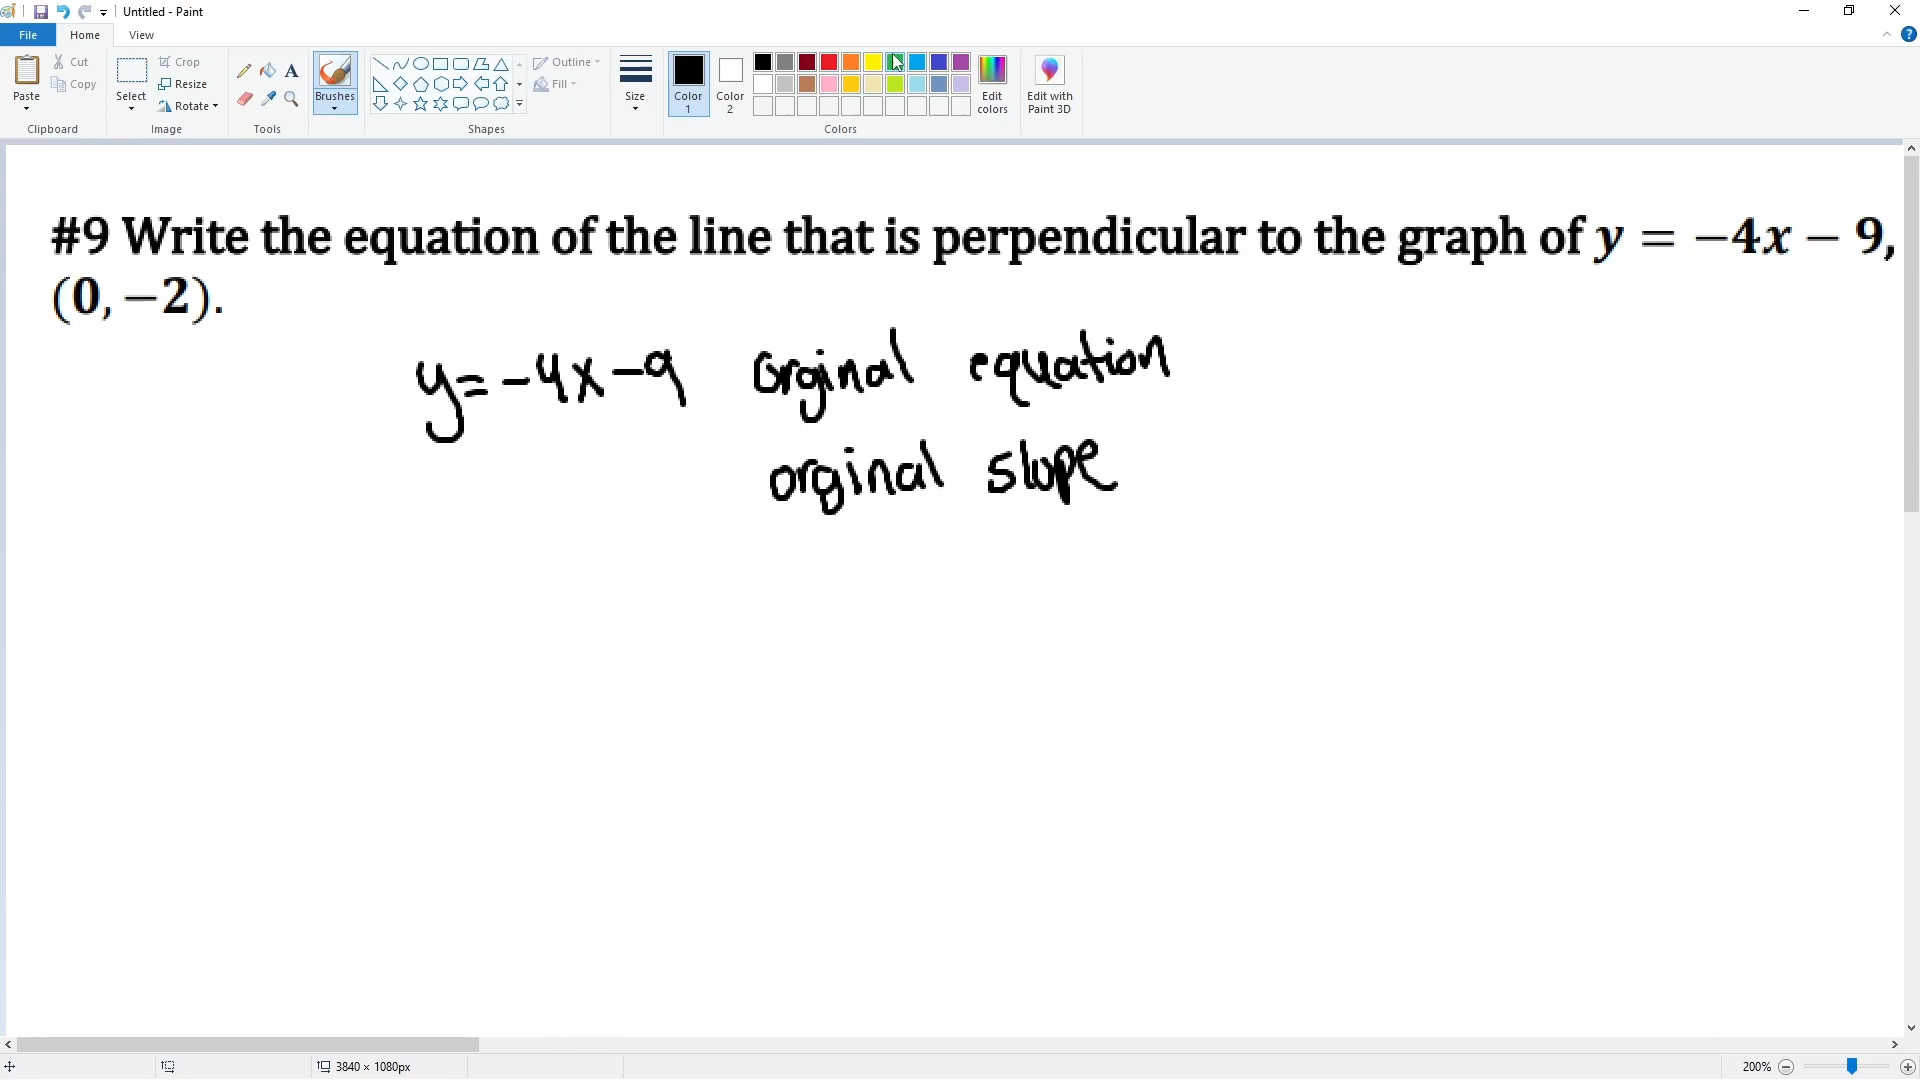 Untitled - Paint
File Home View
Paste
Cut
Copy
Clipboard
Select
Crop
Resize
Rotate
Image
A
Tools
Brushes
Outline
Fill
Shapes
Size
Color 1
Color 2
Colors
Edit colors
Edit with Paint 3D
#9 Write the equation of the line that is perpendicular to the graph of y = −4x − 9,
(0, −2).
y = -4x - 9 orginal equation
orginal slope
3840 × 1080px
200%